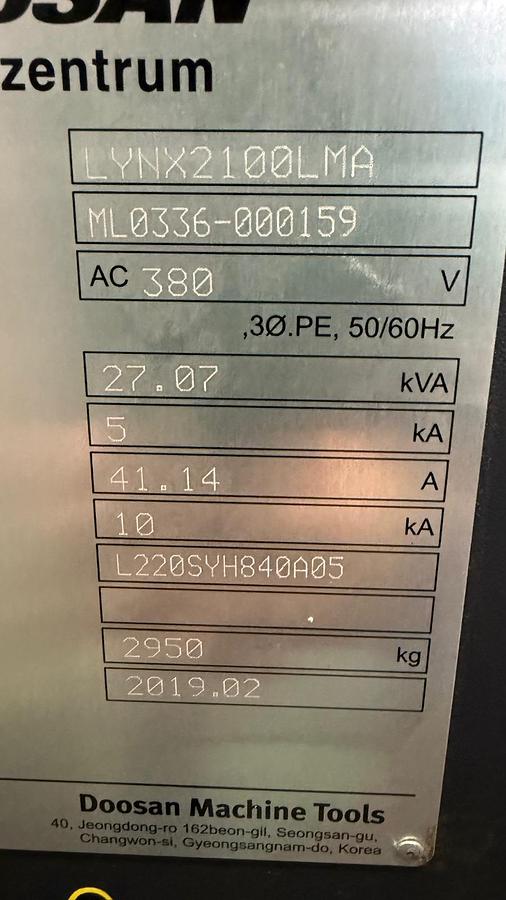 OOSAN
zentrum
LYNX2100LMA
ML0336-000159
AC 380 V
,3Ø.PE, 50/60Hz
27.07 kVA
5 kA
41.14 A
10 kA
L220SYH840A05
2950 kg
2019.02
Doosan Machine Tools
40, Jeongdong-ro 162beon-gil, Seongsan-gu,
Changwon-si, Gyeongsangnam-do, Korea